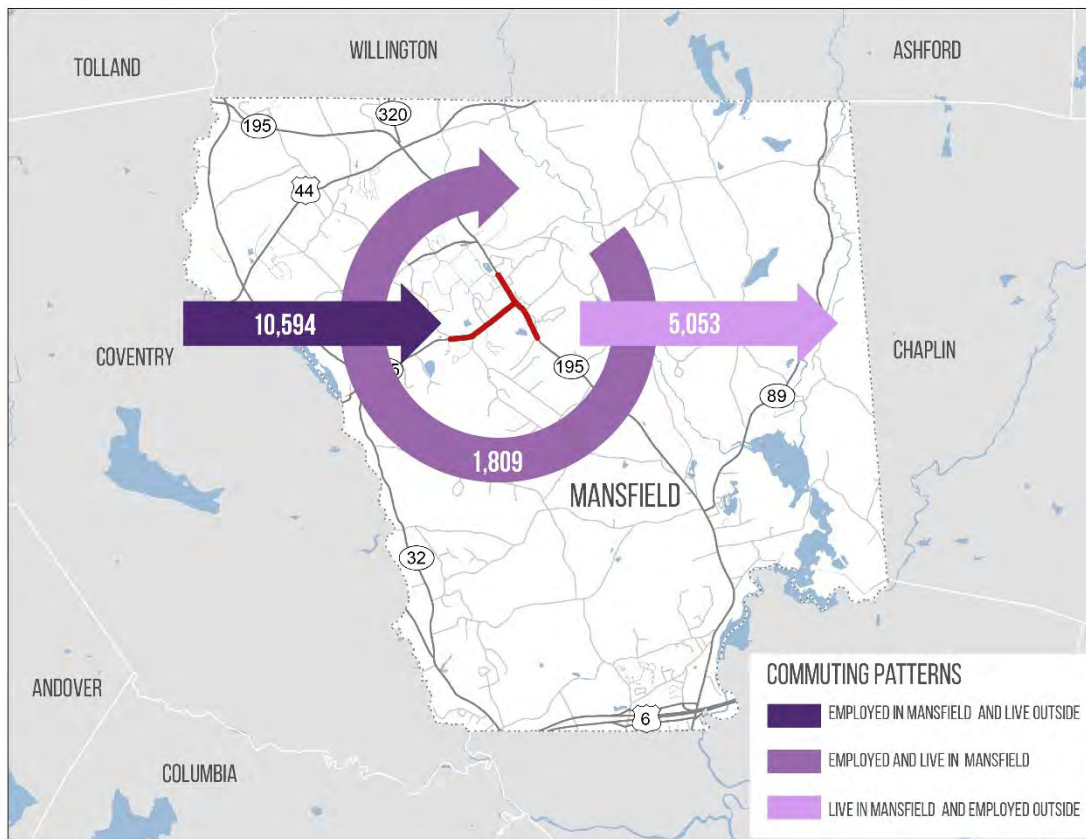 WILLINGTON
ASHFORD
TOLLAND
320
195
44
10,594
5,053
COVENTRY
CHAPLIN
195
89
1,809
MANSFIELD
32
COMMUTING PATTERNS
ANDOVER
EMPLOYED IN MANSFIELD AND LIVE OUTSIDE
6
EMPLOYED AND LIVE IN MANSFIELD
COLUMBIA
LIVE IN MANSFIELD AND EMPLOYED OUTSIDE